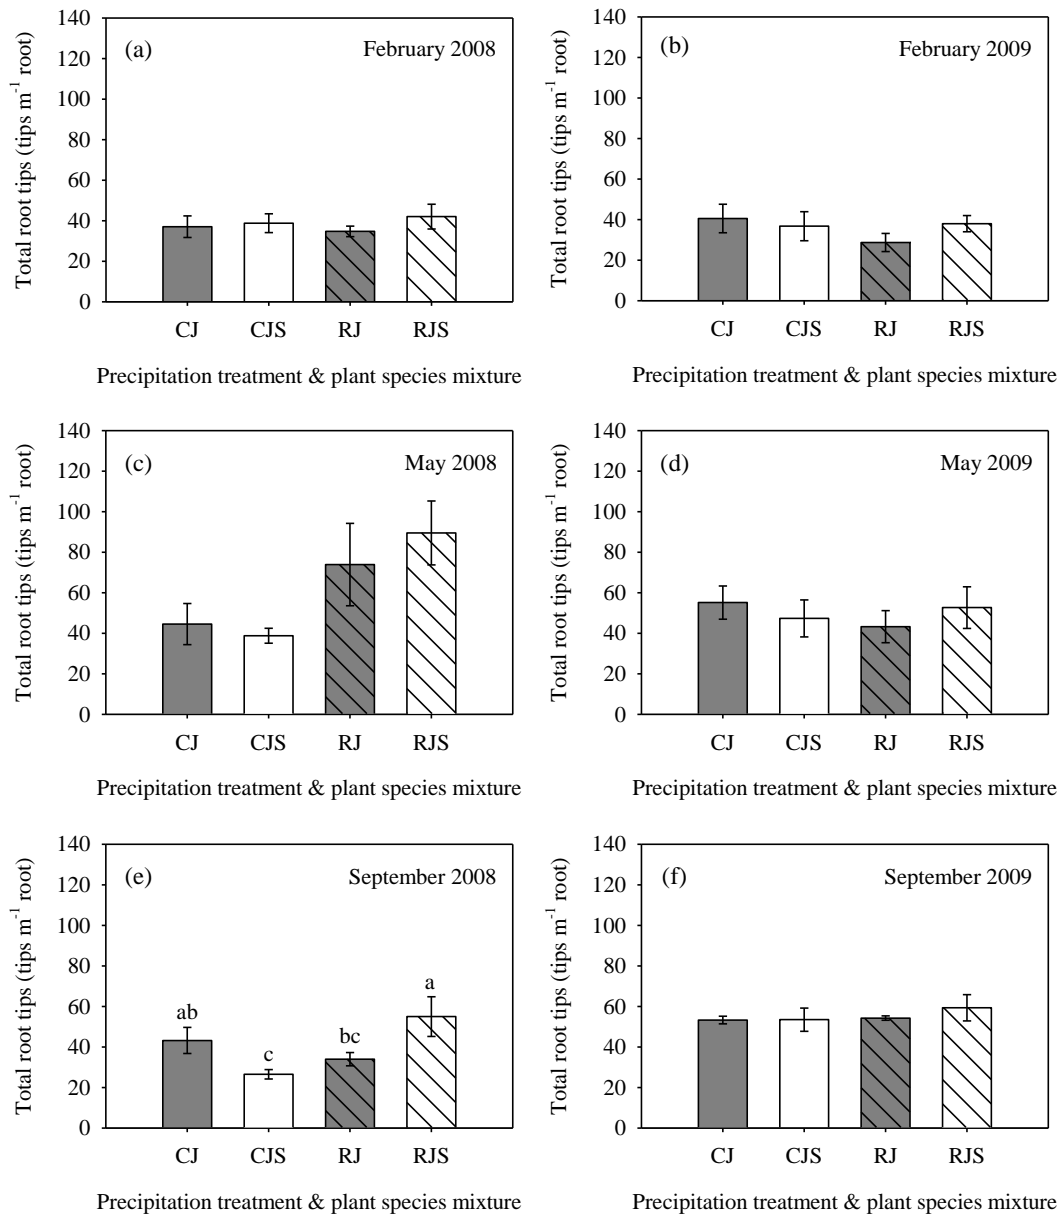 Total root tips (tips m⁻¹ root)
140
120
100
80
60
40
20
0
(a)
February 2008
CJ CJS RJ RJS
Precipitation treatment & plant species mixture
Total root tips (tips m⁻¹ root)
140
120
100
80
60
40
20
0
(b)
February 2009
CJ CJS RJ RJS
Precipitation treatment & plant species mixture
Total root tips (tips m⁻¹ root)
140
120
100
80
60
40
20
0
(c)
May 2008
CJ CJS RJ RJS
Precipitation treatment & plant species mixture
Total root tips (tips m⁻¹ root)
140
120
100
80
60
40
20
0
(d)
May 2009
CJ CJS RJ RJS
Precipitation treatment & plant species mixture
Total root tips (tips m⁻¹ root)
140
120
100
80
60
40
20
0
(e)
September 2008
ab c bc a
CJ CJS RJ RJS
Precipitation treatment & plant species mixture
Total root tips (tips m⁻¹ root)
140
120
100
80
60
40
20
0
(f)
September 2009
CJ CJS RJ RJS
Precipitation treatment & plant species mixture